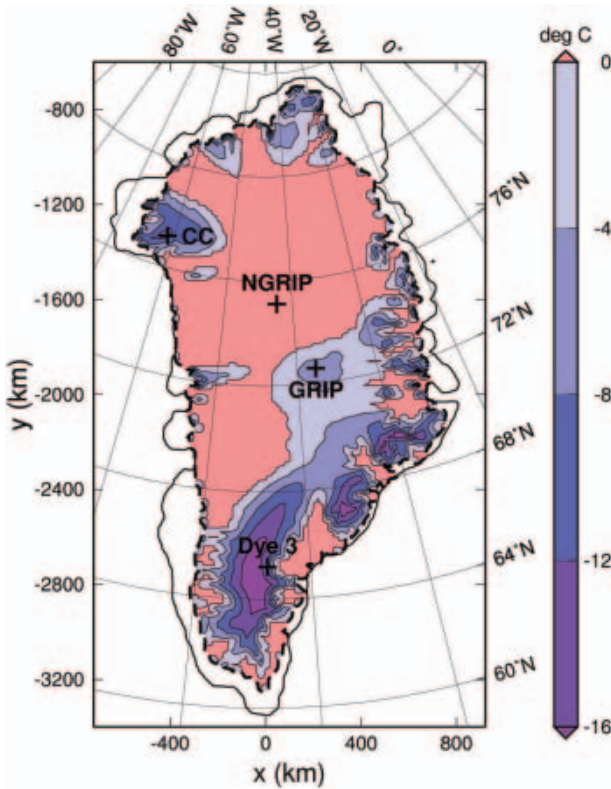 80°W 60°W 40°W 20°W 0°
deg C
0
-4
-8
-12
-16
-800
-1200
-1600
-2000
-2400
-2800
-3200
y (km)
76°N
72°N
68°N
64°N
60°N
CC
NGRIP
GRIP
Dye 3
-400 0 400 800
x (km)